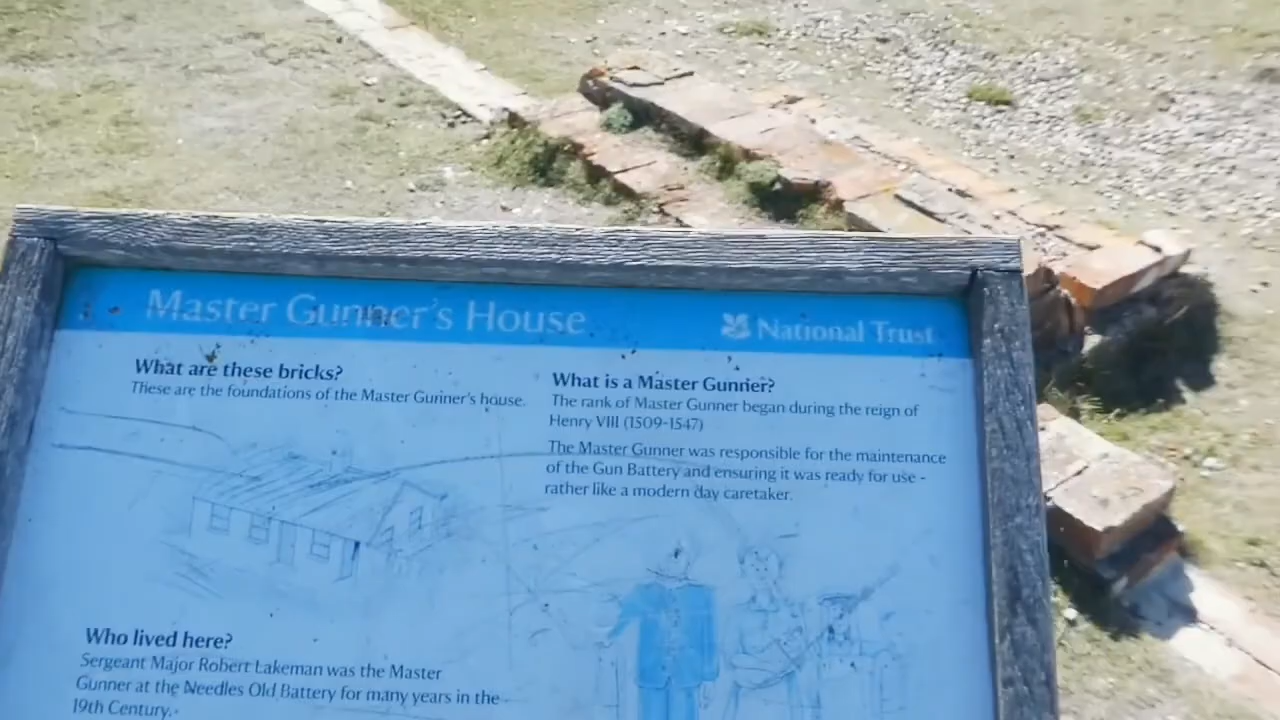 Master Gunner's House
National Trust
What are these bricks?
These are the foundations of the Master Gunner's house.
What is a Master Gunner?
The rank of Master Gunner began during the reign of
Henry VIII (1509-1547)
The Master Gunner was responsible for the maintenance
of the Gun Battery and ensuring it was ready for use -
rather like a modern day caretaker.
Who lived here?
Sergeant Major Robert Lakeman was the Master
Gunner at the Needles Old Battery for many years in the
19th Century.